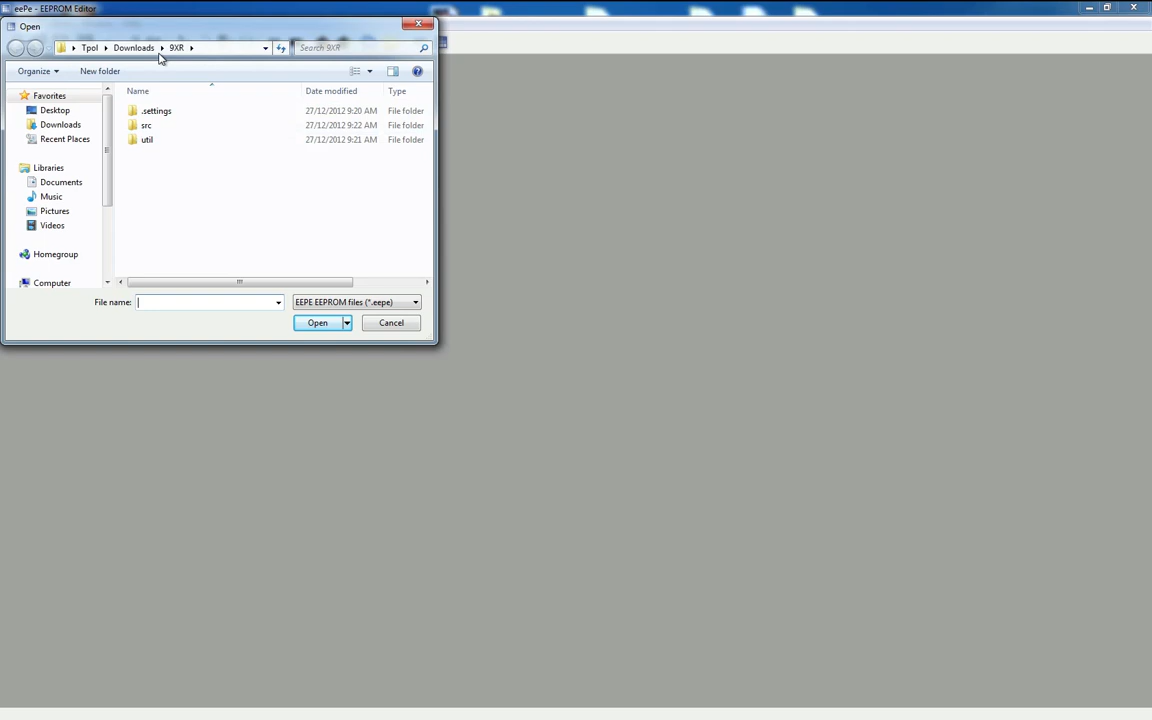 eePe - EEPROM Editor
Open
Tpol Downloads 9XR Search 9XR
Organize New folder
Name Date modified Type
Favorites
Desktop
Downloads
Recent Places
Libraries
Documents
Music
Pictures
Videos
Homegroup
Computer
.settings 27/12/2012 9:20 AM File folder
src 27/12/2012 9:22 AM File folder
util 27/12/2012 9:21 AM File folder
File name: EEPE EEPROM files (*.eepe)
Open Cancel